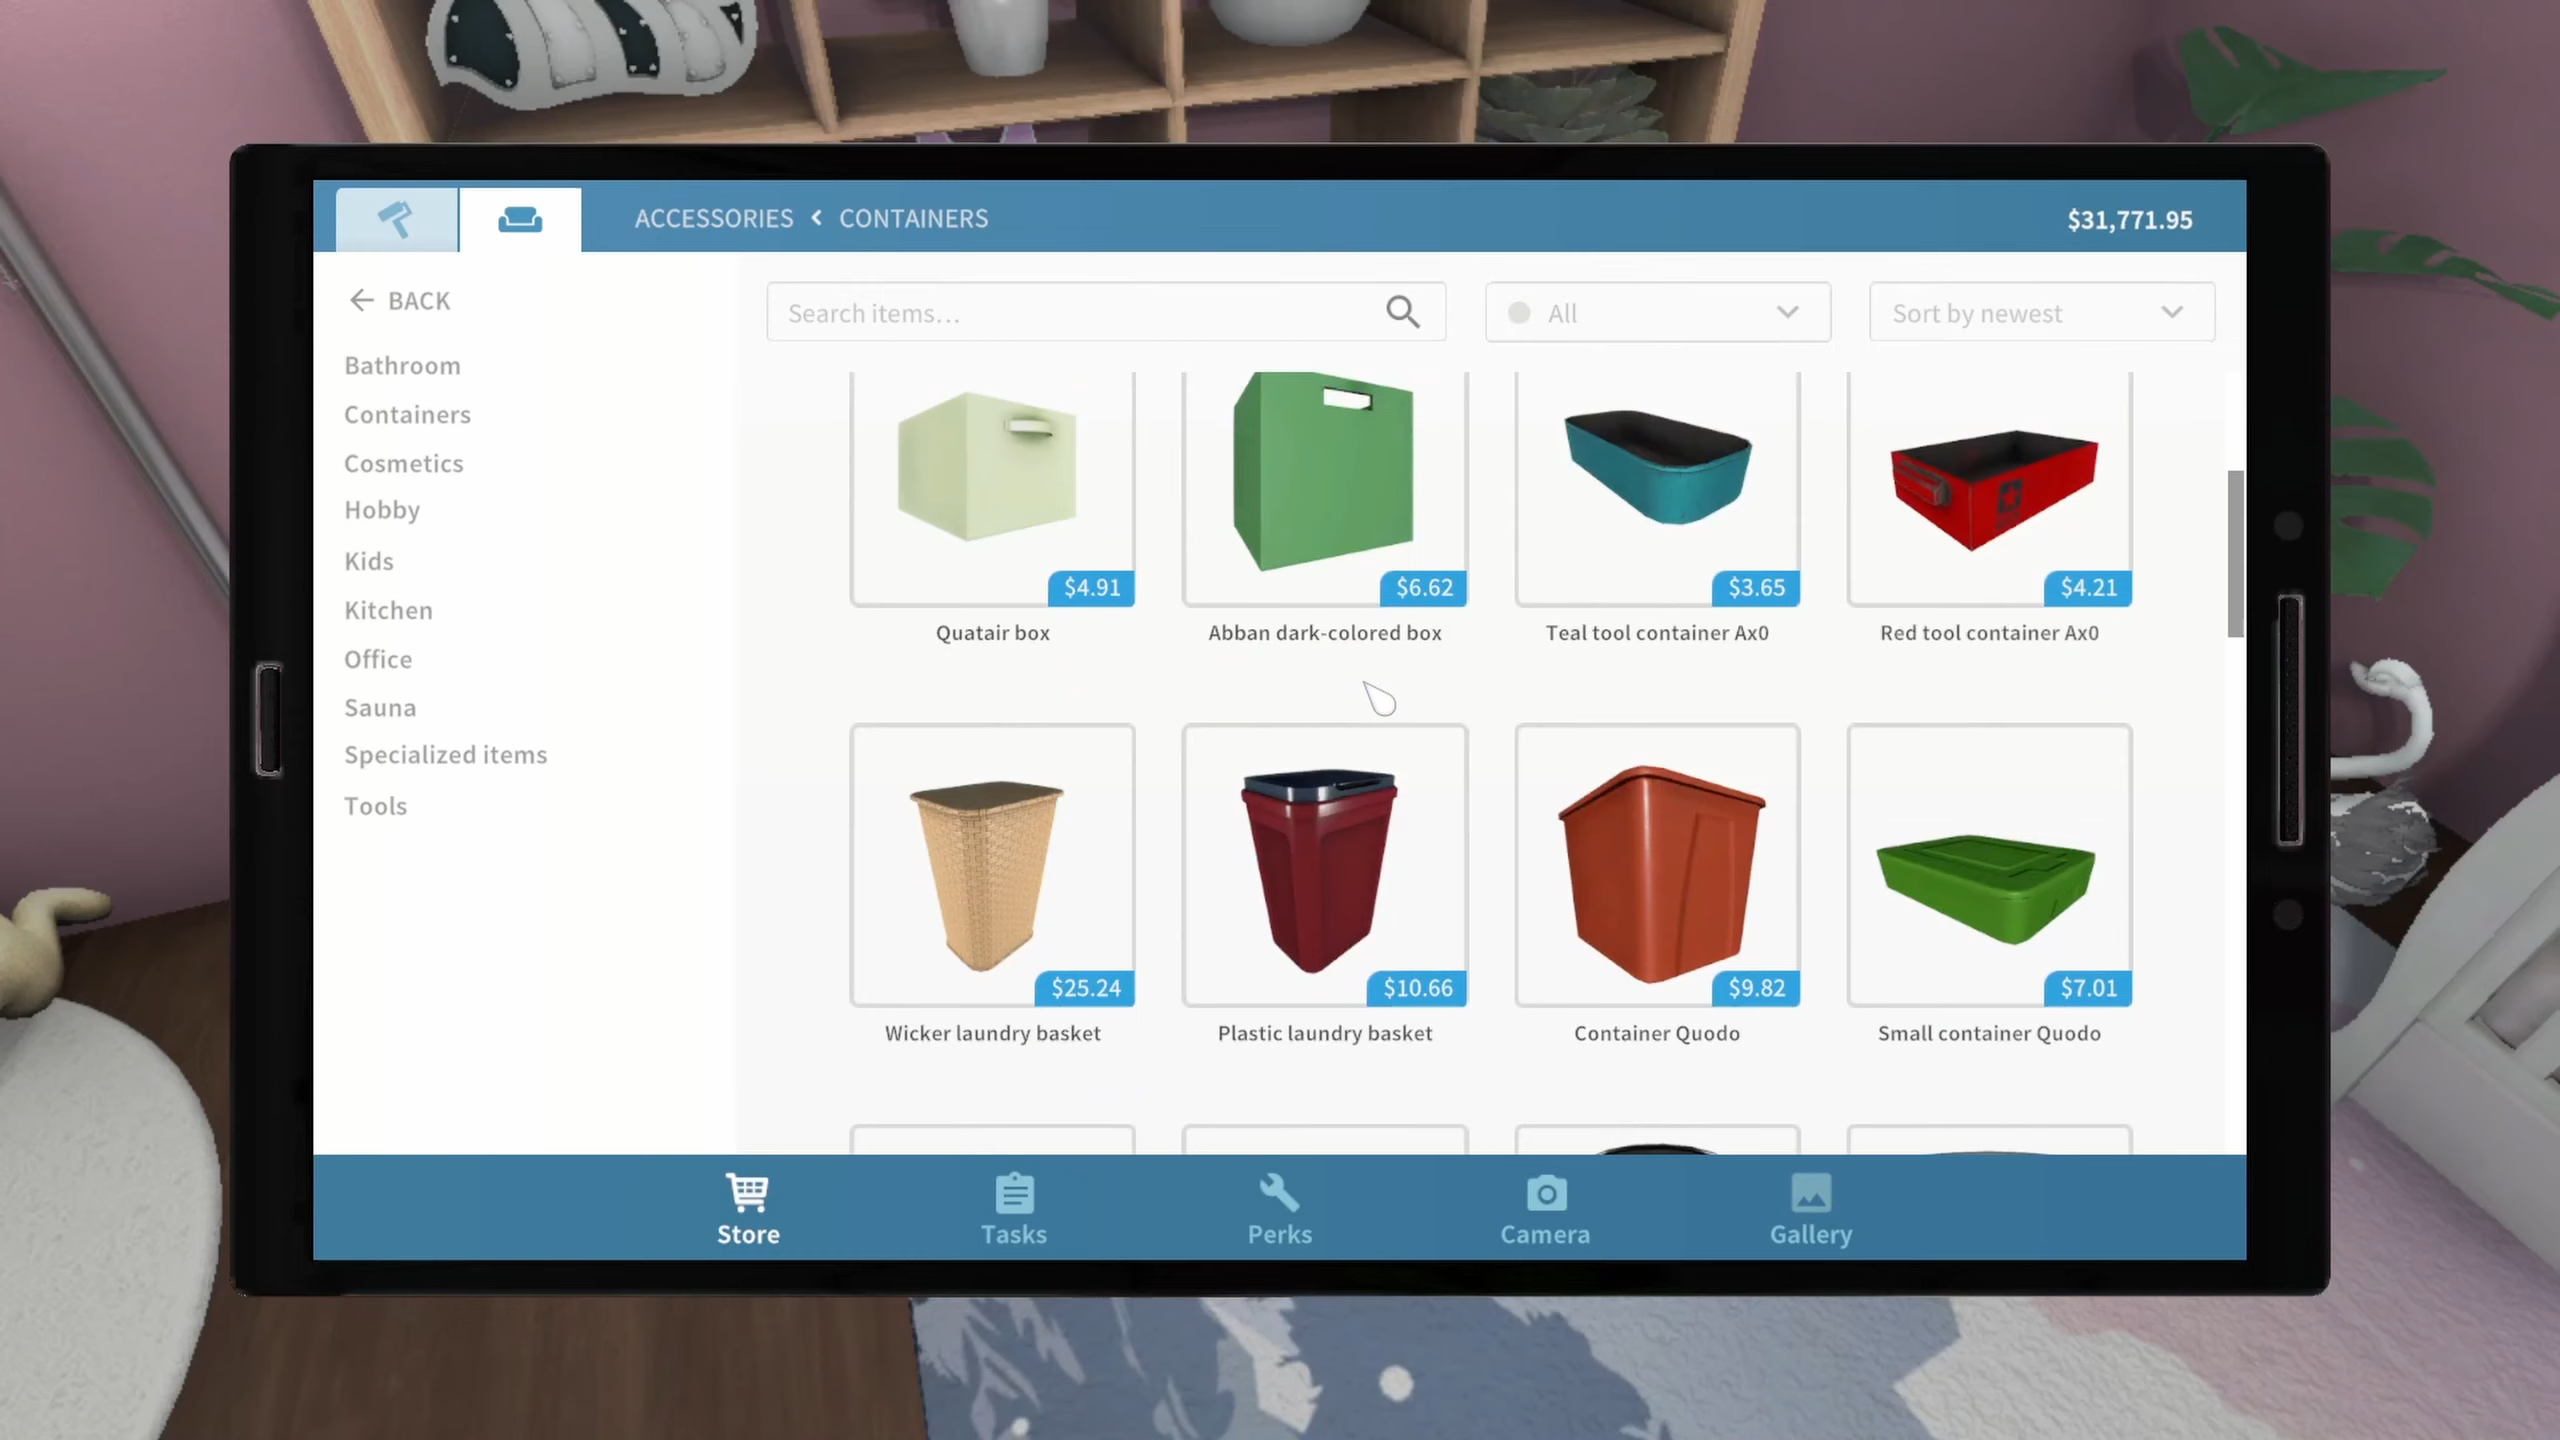 ACCESSORIES < CONTAINERS
$31,771.95
BACK
Search items...
All
Sort by newest
Bathroom
Containers
Cosmetics
Hobby
Kids
Kitchen
Office
Sauna
Specialized items
Tools
$4.91
$6.62
$3.65
$4.21
Quatair box
Abban dark-colored box
Teal tool container Ax0
Red tool container Ax0
$25.24
$10.66
$9.82
$7.01
Wicker laundry basket
Plastic laundry basket
Container Quodo
Small container Quodo
Store
Tasks
Perks
Camera
Gallery